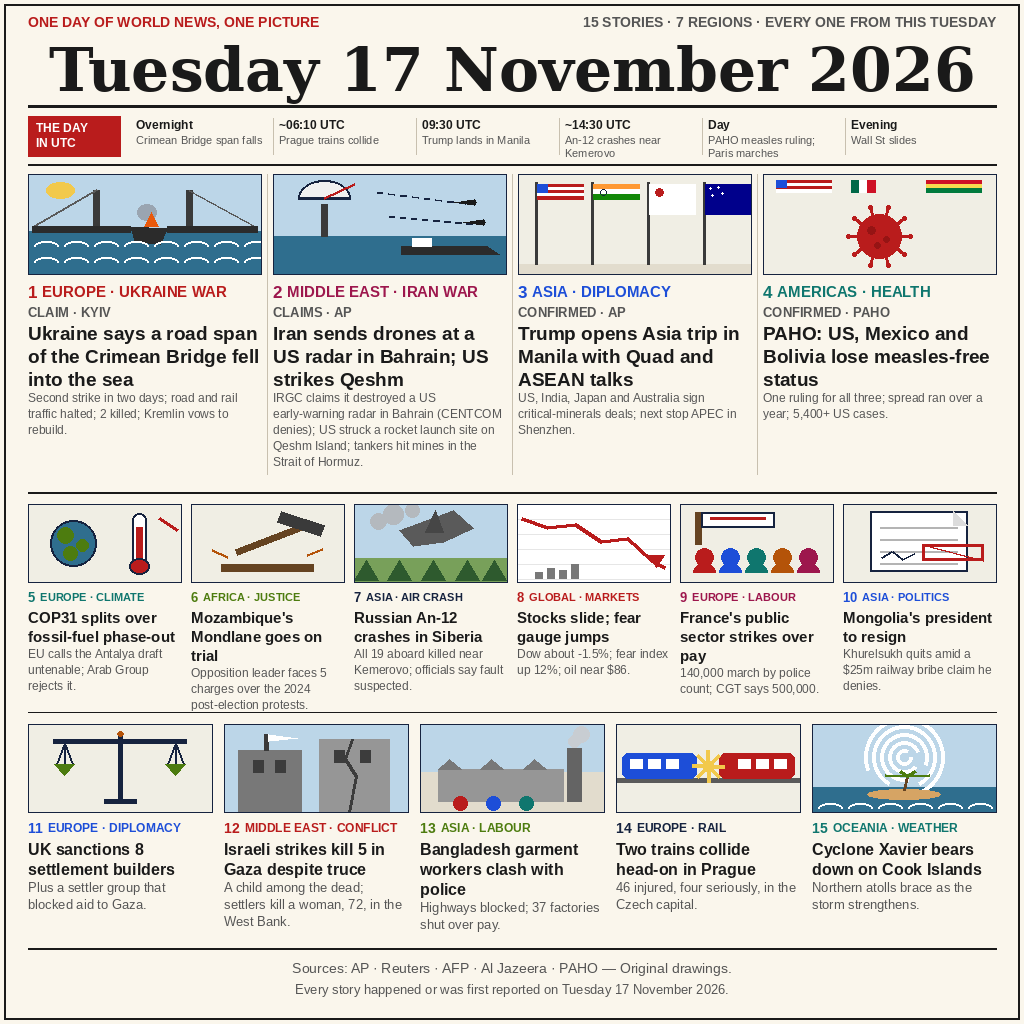 ONE DAY OF WORLD NEWS, ONE PICTURE
15 STORIES · 7 REGIONS · EVERY ONE FROM THIS TUESDAY
Tuesday 17 November 2026
THE DAY
IN UTC
Overnight
Crimean Bridge span falls
~06:10 UTC
Prague trains collide
09:30 UTC
Trump lands in Manila
~14:30 UTC
An-12 crashes near
Kemerovo
Day
PAHO measles ruling;
Paris marches
Evening
Wall St slides
1 EUROPE · UKRAINE WAR
CLAIM · KYIV
Ukraine says a road span
of the Crimean Bridge fell
into the sea
Second strike in two days; road and rail
traffic halted; 2 killed; Kremlin vows to
rebuild.
2 MIDDLE EAST · IRAN WAR
CLAIMS · AP
Iran sends drones at a
US radar in Bahrain; US
strikes Qeshm
IRGC claims it destroyed a US
early-warning radar in Bahrain (CENTCOM
denies); US struck a rocket launch site on
Qeshm Island; tankers hit mines in the
Strait of Hormuz.
3 ASIA · DIPLOMACY
CONFIRMED · AP
Trump opens Asia trip in
Manila with Quad and
ASEAN talks
US, India, Japan and Australia sign
critical-minerals deals; next stop APEC in
Shenzhen.
4 AMERICAS · HEALTH
CONFIRMED · PAHO
PAHO: US, Mexico and
Bolivia lose measles-free
status
One ruling for all three; spread ran over a
year; 5,400+ US cases.
5 EUROPE · CLIMATE
COP31 splits over
fossil-fuel phase-out
EU calls the Antalya draft
untenable; Arab Group
rejects it.
6 AFRICA · JUSTICE
Mozambique's
Mondlane goes on
trial
Opposition leader faces 5
charges over the 2024
post-election protests.
7 ASIA · AIR CRASH
Russian An-12
crashes in Siberia
All 19 aboard killed near
Kemerovo; officials say fault
suspected.
8 GLOBAL · MARKETS
Stocks slide; fear
gauge jumps
Dow about -1.5%; fear index
up 12%; oil near $86.
9 EUROPE · LABOUR
France's public
sector strikes over
pay
140,000 march by police
count; CGT says 500,000.
10 ASIA · POLITICS
Mongolia's president
to resign
Khurelsukh quits amid a
$25m railway bribe claim he
denies.
11 EUROPE · DIPLOMACY
UK sanctions 8
settlement builders
Plus a settler group that
blocked aid to Gaza.
12 MIDDLE EAST · CONFLICT
Israeli strikes kill 5 in
Gaza despite truce
A child among the dead;
settlers kill a woman, 72, in the
West Bank.
13 ASIA · LABOUR
Bangladesh garment
workers clash with
police
Highways blocked; 37 factories
shut over pay.
14 EUROPE · RAIL
Two trains collide
head-on in Prague
46 injured, four seriously, in the
Czech capital.
15 OCEANIA · WEATHER
Cyclone Xavier bears
down on Cook Islands
Northern atolls brace as the
storm strengthens.
Sources: AP · Reuters · AFP · Al Jazeera · PAHO — Original drawings.
Every story happened or was first reported on Tuesday 17 November 2026.